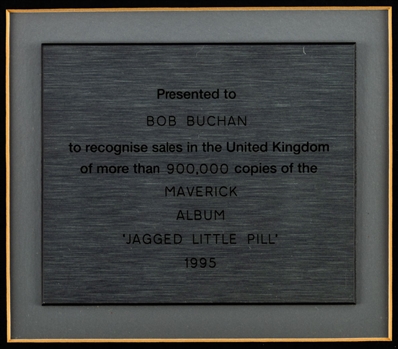 Presented to
BOB BUCHAN
to recognise sales in the United Kingdom
of more than 900,000 copies of the
MAVERICK
ALBUM
'JAGGED LITTLE PILL'
1995